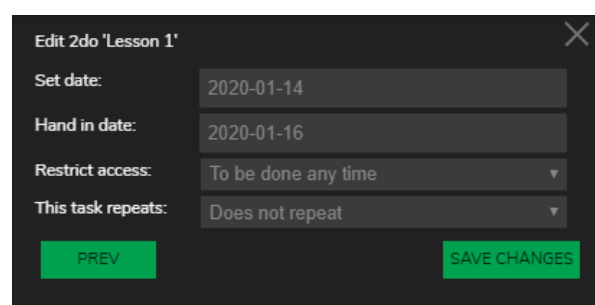 Edit 2do 'Lesson 1'
Set date: 2020-01-14
Hand in date: 2020-01-16
Restrict access: To be done any time
This task repeats: Does not repeat
PREV SAVE CHANGES